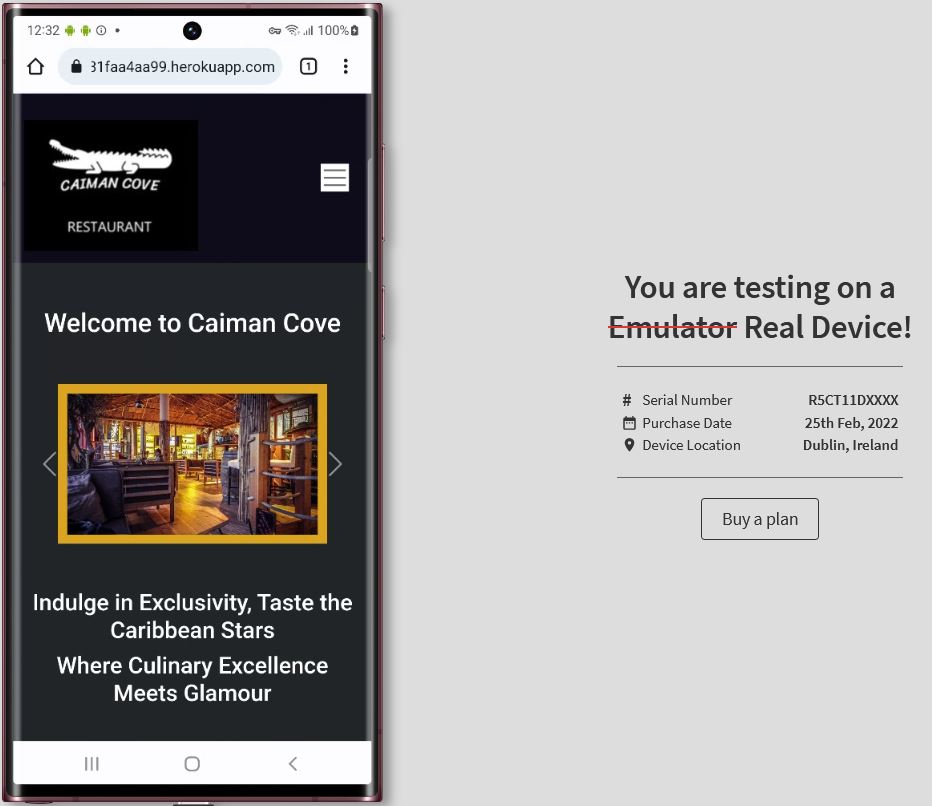 12:32
100%
31faa4aa99.herokuapp.com
1
CAIMAN COVE
RESTAURANT
Welcome to Caiman Cove
Indulge in Exclusivity, Taste the
Caribbean Stars
Where Culinary Excellence
Meets Glamour
You are testing on a
Emulator Real Device!
# Serial Number R5CT11DXXXX
Purchase Date 25th Feb, 2022
Device Location Dublin, Ireland
Buy a plan